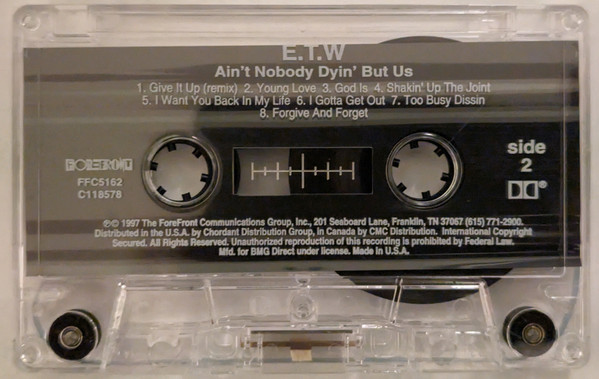 E.T.W
Ain't Nobody Dyin' But Us
1. Give It Up (remix) 2. Young Love 3. God Is 4. Shakin' Up The Joint
5. I Want You Back In My Life 6. I Gotta Get Out 7. Too Busy Dissin
8. Forgive And Forget
side
2
FOREFRONT
FFC5162
C118578
℗© 1997 The ForeFront Communications Group, Inc., 201 Seaboard Lane, Franklin, TN 37067 (615) 771-2900.
Distributed in the U.S.A. by Chordant Distribution Group, in Canada by CMC Distribution. International Copyright
Secured. All Rights Reserved. Unauthorized reproduction of this recording is prohibited by Federal Law.
Mfd. for BMG Direct under license. Made in U.S.A.